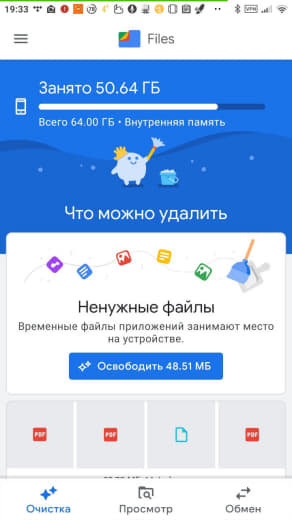 19:33
VPN
Files
Занято 50.64 ГБ
Всего 64.00 ГБ • Внутренняя память
Что можно удалить
Ненужные файлы
Временные файлы приложений занимают место
на устройстве.
Освободить 48.51 МБ
PDF PDF PDF
Очистка Просмотр Обмен